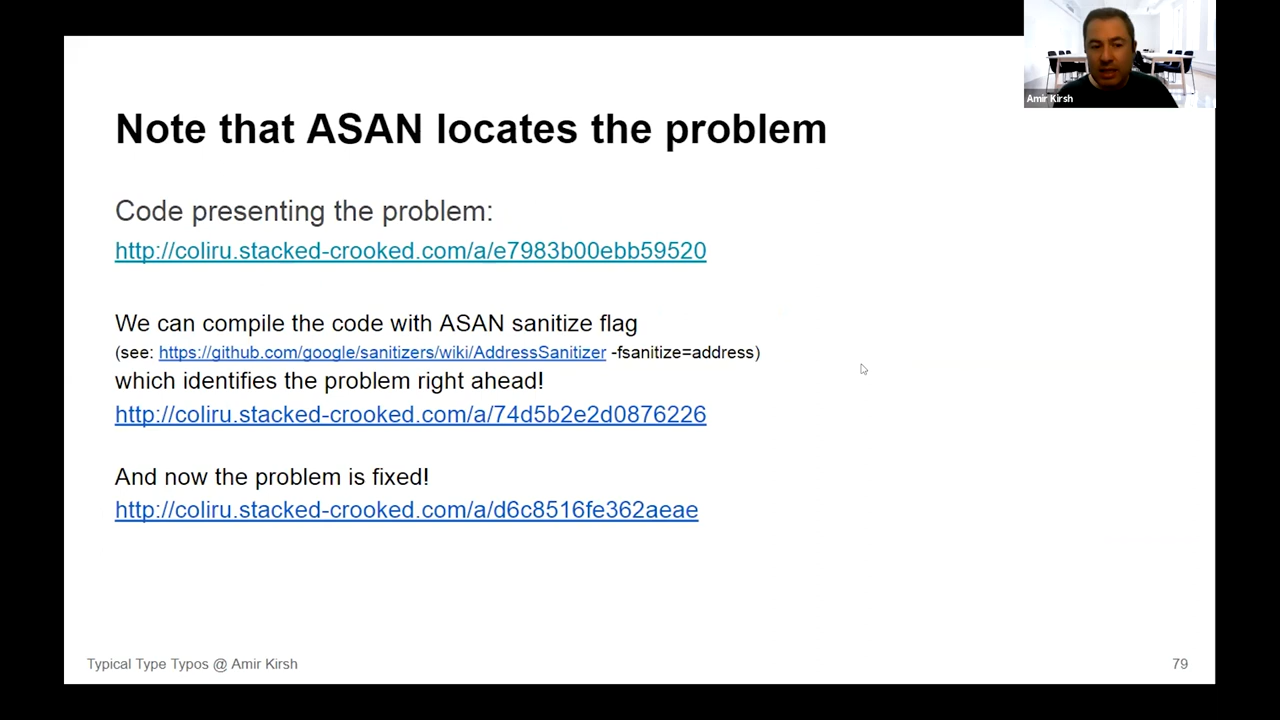 Amir Kirsh
Note that ASAN locates the problem
Code presenting the problem:
http://coliru.stacked-crooked.com/a/e7983b00ebb59520
We can compile the code with ASAN sanitize flag
(see: https://github.com/google/sanitizers/wiki/AddressSanitizer -fsanitize=address)
which identifies the problem right ahead!
http://coliru.stacked-crooked.com/a/74d5b2e2d0876226
And now the problem is fixed!
http://coliru.stacked-crooked.com/a/d6c8516fe362aeae
Typical Type Typos @ Amir Kirsh
79